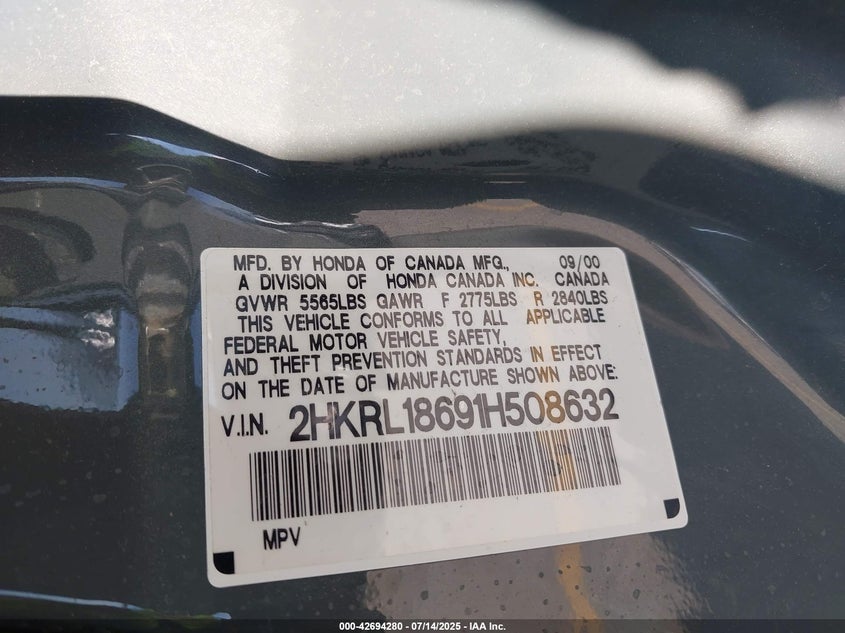 MFD. BY HONDA OF CANADA MFG., 09/00
A DIVISION OF HONDA CANADA INC. CANADA
GVWR 5565LBS GAWR F 2775LBS R 2840LBS
THIS VEHICLE CONFORMS TO ALL APPLICABLE
FEDERAL MOTOR VEHICLE SAFETY,
AND THEFT PREVENTION STANDARDS IN EFFECT
ON THE DATE OF MANUFACTURE SHOWN ABOVE:
V.I.N. 2HKRL18691H508632
MPV
000-42694280 - 07/14/2025 - IAA Inc.